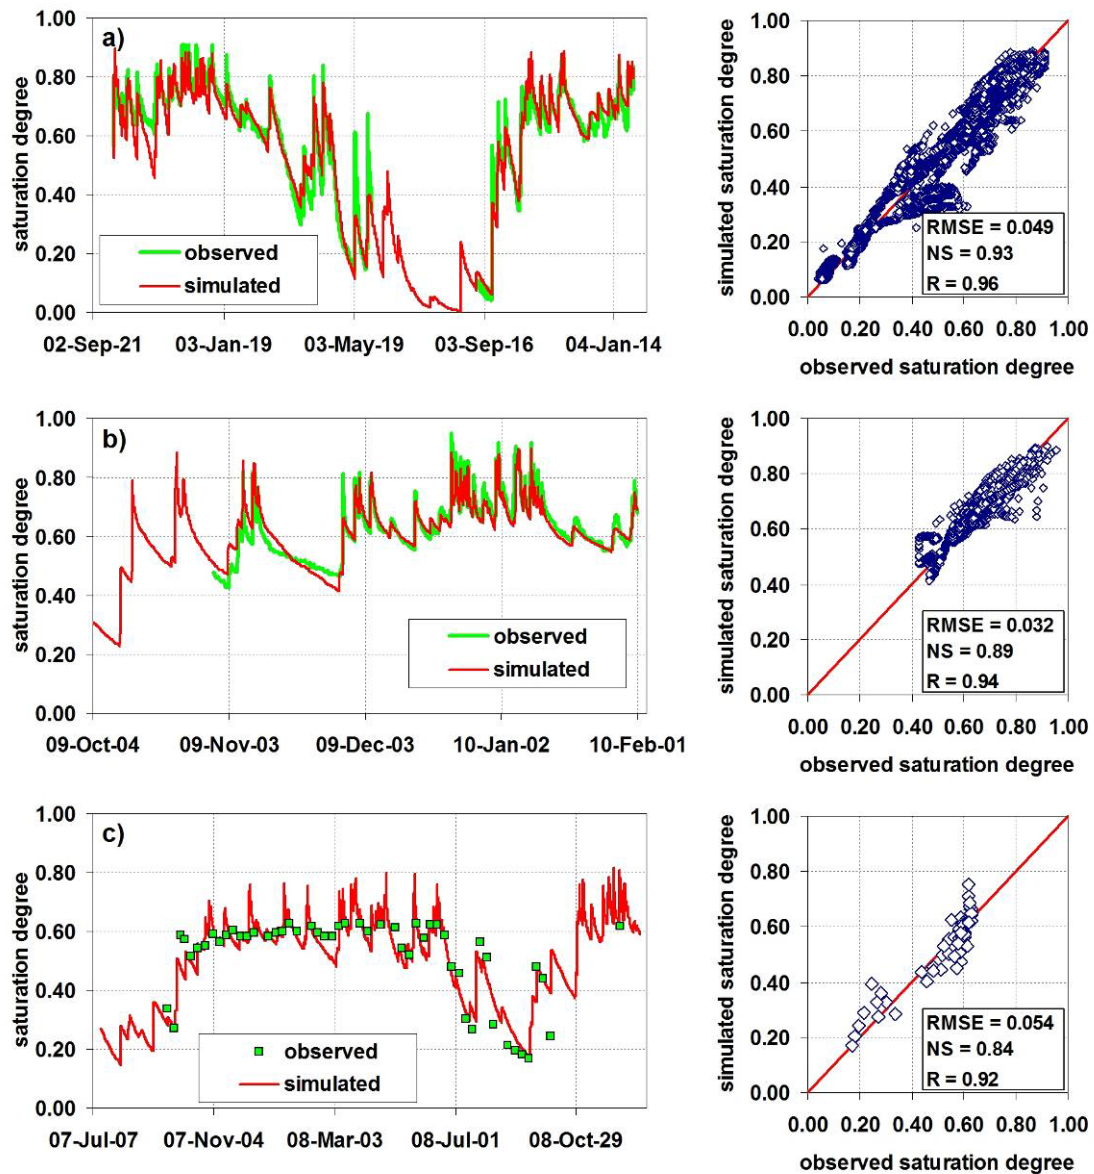 a)
saturation degree
1.00
0.80
0.60
0.40
0.20
0.00
observed
simulated
02-Sep-21
03-Jan-19
03-May-19
03-Sep-16
04-Jan-14
simulated saturation degree
1.00
0.80
0.60
0.40
0.20
0.00
RMSE = 0.049
NS = 0.93
R = 0.96
0.00 0.20 0.40 0.60 0.80 1.00
observed saturation degree
b)
saturation degree
1.00
0.80
0.60
0.40
0.20
0.00
observed
simulated
09-Oct-04
09-Nov-03
09-Dec-03
10-Jan-02
10-Feb-01
simulated saturation degree
1.00
0.80
0.60
0.40
0.20
0.00
RMSE = 0.032
NS = 0.89
R = 0.94
0.00 0.20 0.40 0.60 0.80 1.00
observed saturation degree
c)
saturation degree
1.00
0.80
0.60
0.40
0.20
0.00
observed
simulated
07-Jul-07
07-Nov-04
08-Mar-03
08-Jul-01
08-Oct-29
simulated saturation degree
1.00
0.80
0.60
0.40
0.20
0.00
RMSE = 0.054
NS = 0.84
R = 0.92
0.00 0.20 0.40 0.60 0.80 1.00
observed saturation degree